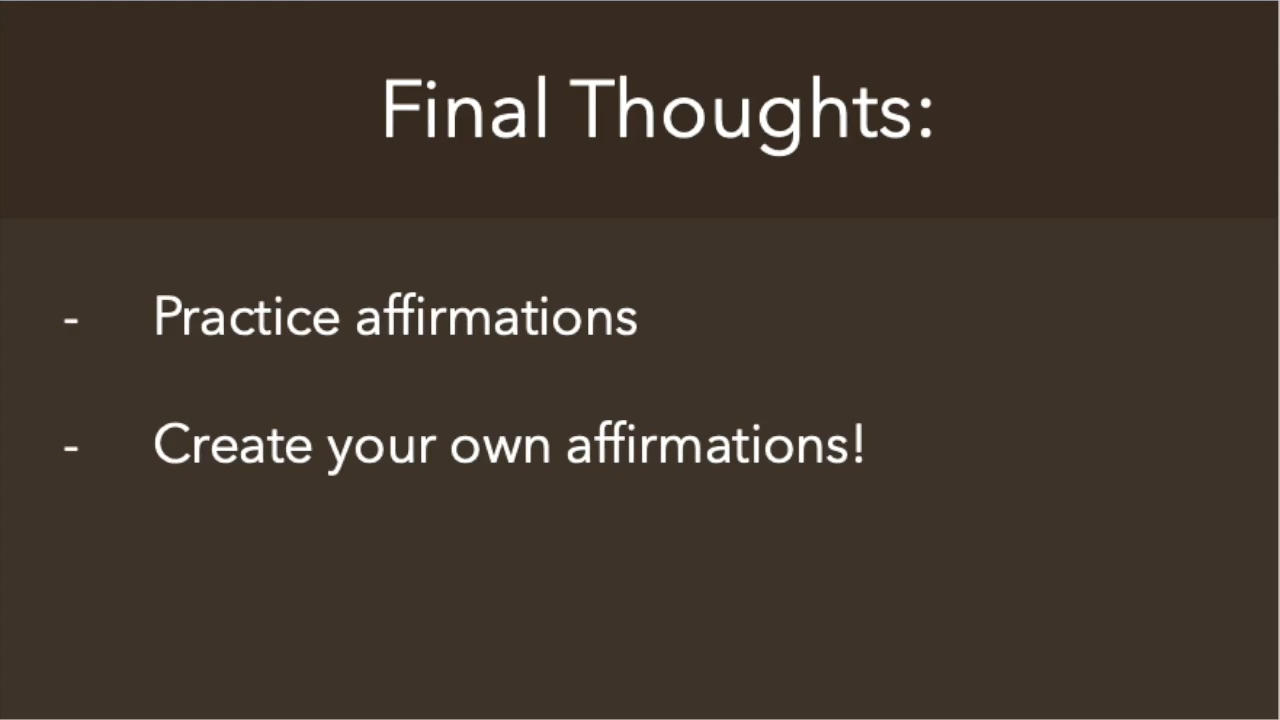 Final Thoughts:
- Practice affirmations
- Create your own affirmations!